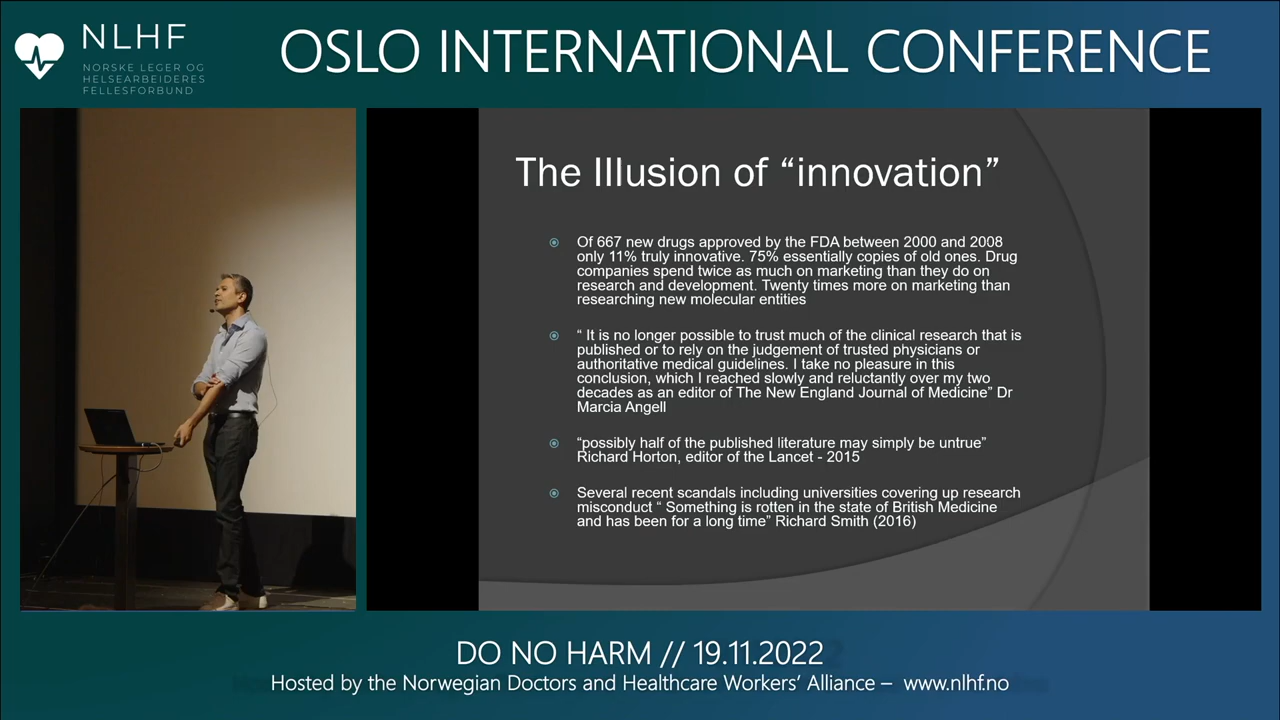 NLHF
NORSKE LEGER OG
HELSEARBEIDERES
FELLESFORBUND
OSLO INTERNATIONAL CONFERENCE
The Illusion of “innovation”
Of 667 new drugs approved by the FDA between 2000 and 2008
only 11% truly innovative. 75% essentially copies of old ones. Drug
companies spend twice as much on marketing than they do on
research and development. Twenty times more on marketing than
researching new molecular entities
“ It is no longer possible to trust much of the clinical research that is
published or to rely on the judgement of trusted physicians or
authoritative medical guidelines. I take no pleasure in this
conclusion, which I reached slowly and reluctantly over my two
decades as an editor of The New England Journal of Medicine” Dr
Marcia Angell
“possibly half of the published literature may simply be untrue”
Richard Horton, editor of the Lancet - 2015
Several recent scandals including universities covering up research
misconduct “ Something is rotten in the state of British Medicine
and has been for a long time” Richard Smith (2016)
DO NO HARM // 19.11.2022
Hosted by the Norwegian Doctors and Healthcare Workers’ Alliance – www.nlhf.no